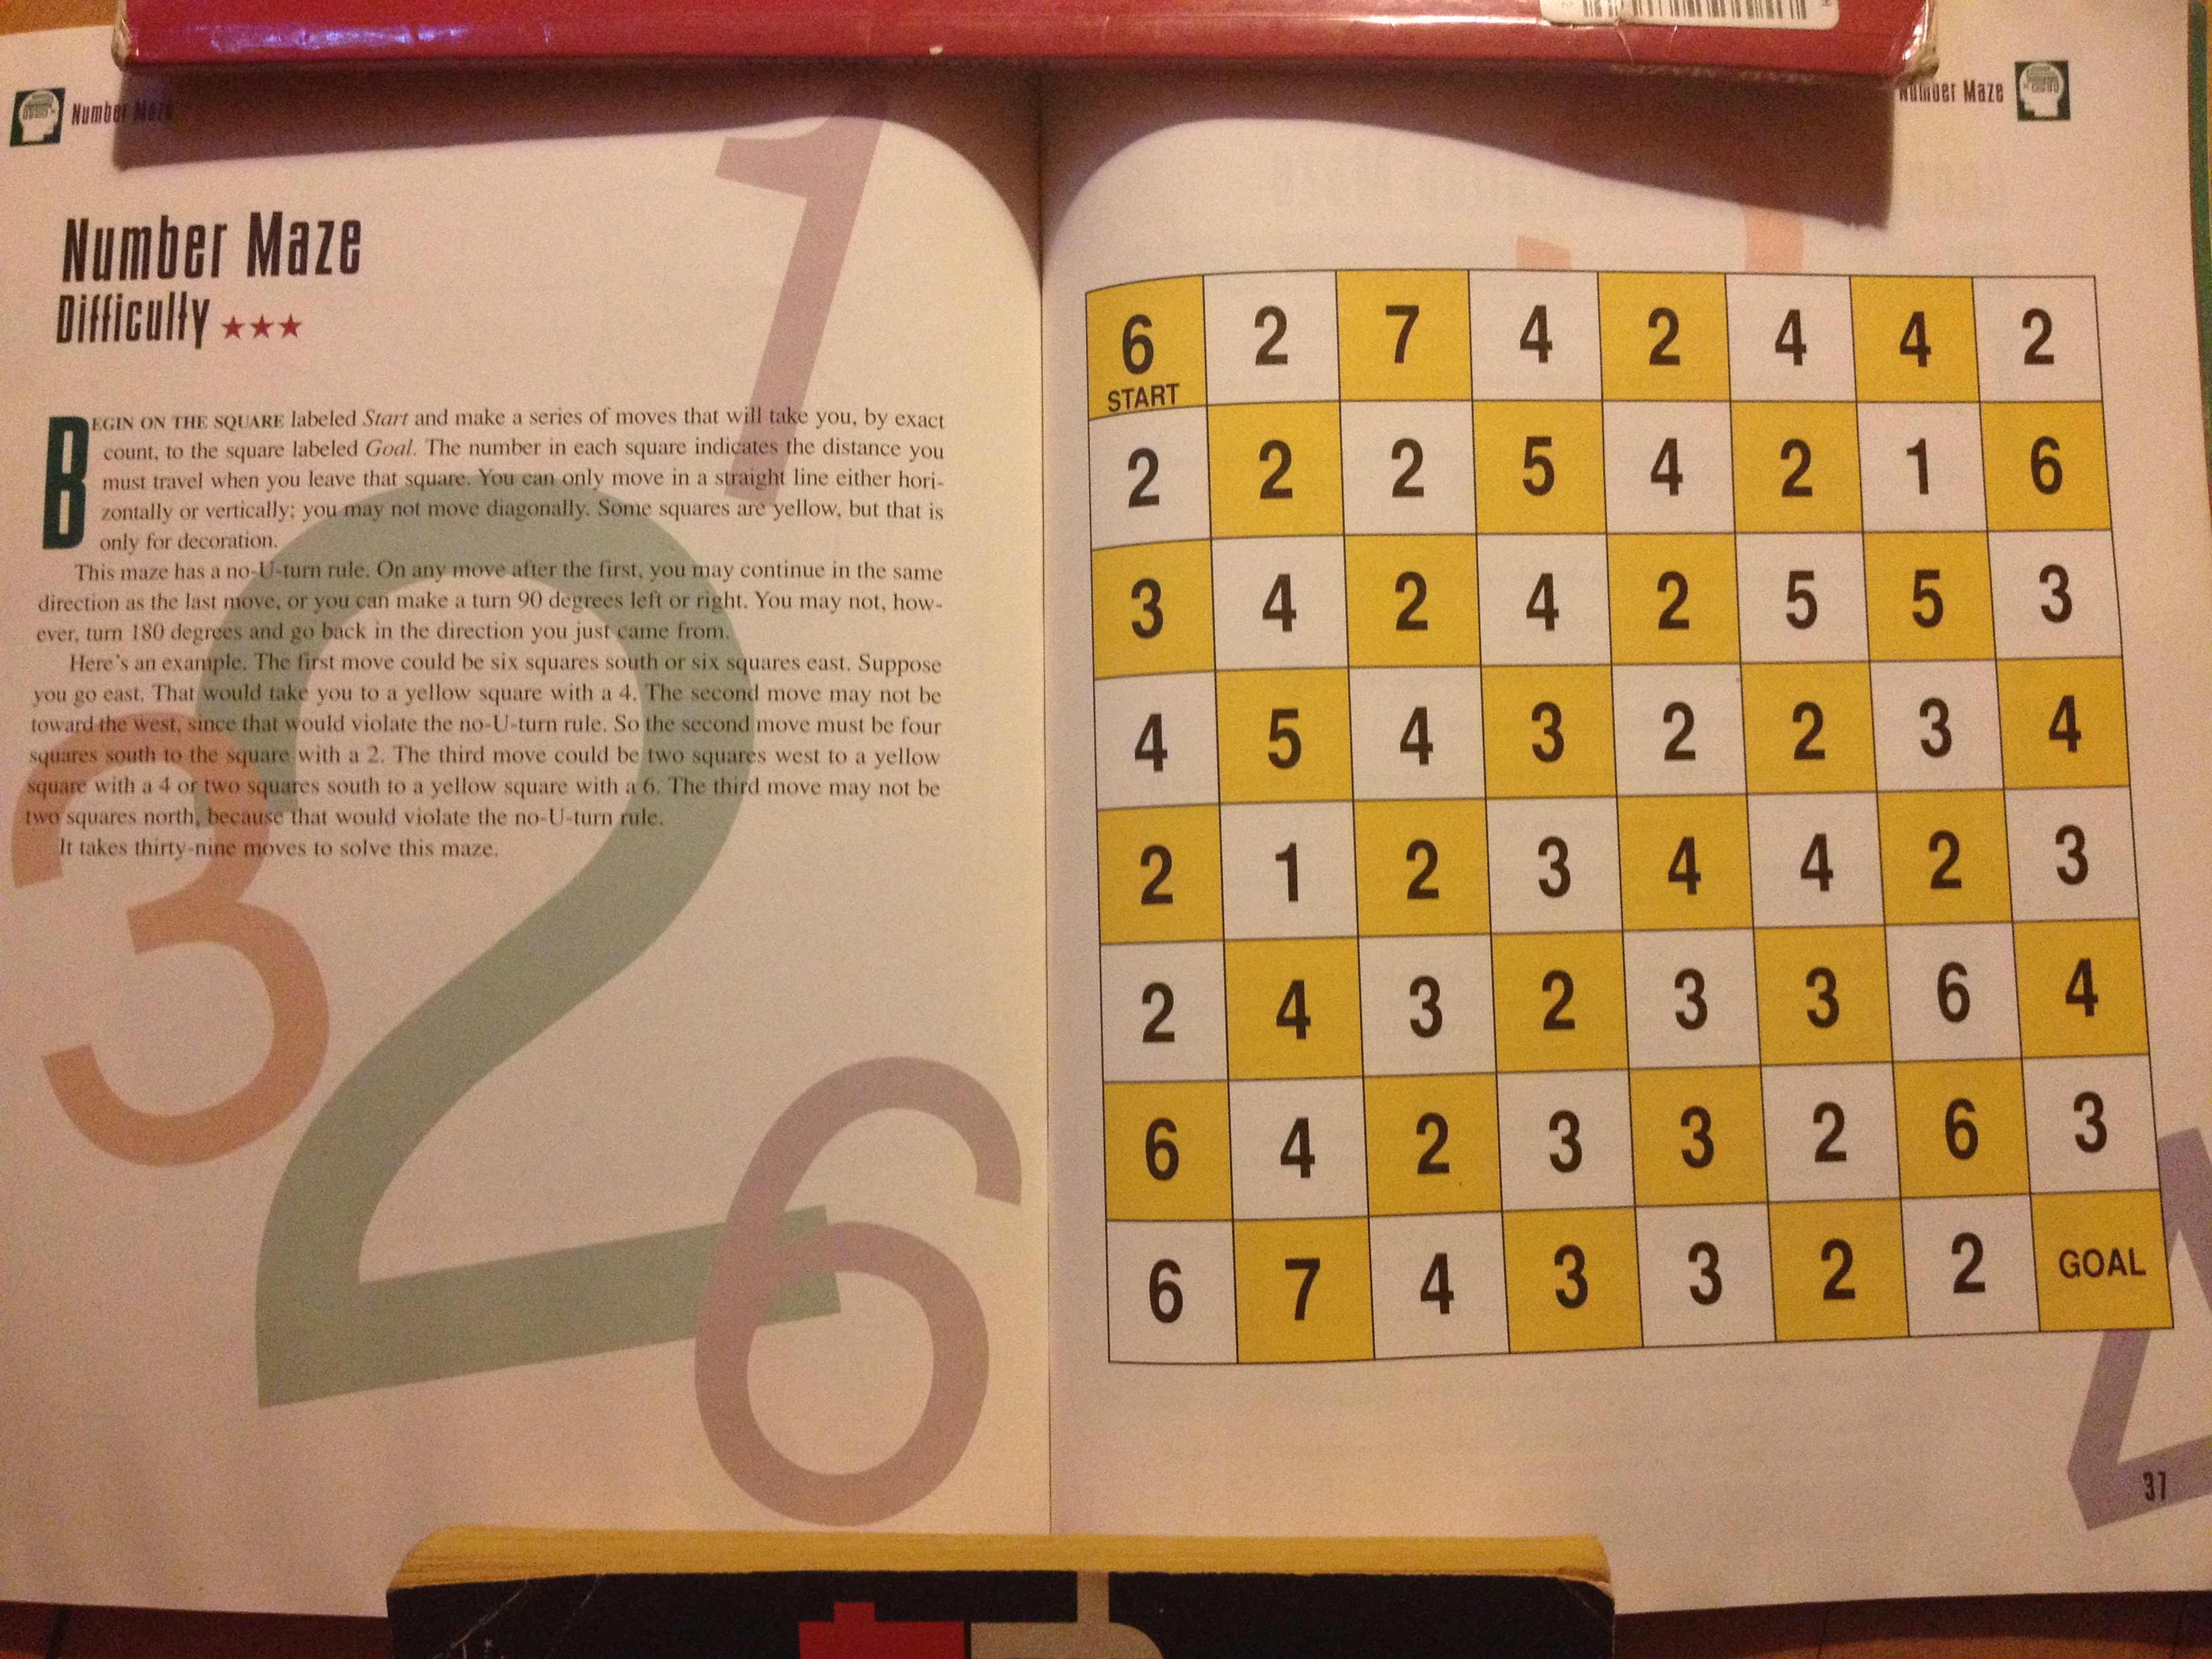 Number Maze
Number Maze
Number Maze
Difficulty
BEGIN ON THE SQUARE labeled Start and make a series of moves that will take you, by exact
count, to the square labeled Goal. The number in each square indicates the distance you
must travel when you leave that square. You can only move in a straight line either hori-
zontally or vertically; you may not move diagonally. Some squares are yellow, but that is
only for decoration.
This maze has a no-U-turn rule. On any move after the first, you may continue in the same
direction as the last move, or you can make a turn 90 degrees left or right. You may not, how-
ever, turn 180 degrees and go back in the direction you just came from.
Here's an example. The first move could be six squares south or six squares east. Suppose
you go east. That would take you to a yellow square with a 4. The second move may not be
toward the west, since that would violate the no-U-turn rule. So the second move must be four
squares south to the square with a 2. The third move could be two squares west to a yellow
square with a 4 or two squares south to a yellow square with a 6. The third move may not be
two squares north, because that would violate the no-U-turn rule.
It takes thirty-nine moves to solve this maze.
1
2
3
6
6 2 7 4 2 4 4 2
START
2 2 2 5 4 2 1 6
3 4 2 4 2 5 5 3
4 5 4 3 2 2 3 4
2 1 2 3 4 4 2 3
2 4 3 2 3 3 6 4
6 4 2 3 3 2 6 3
6 7 4 3 3 2 2 GOAL
37